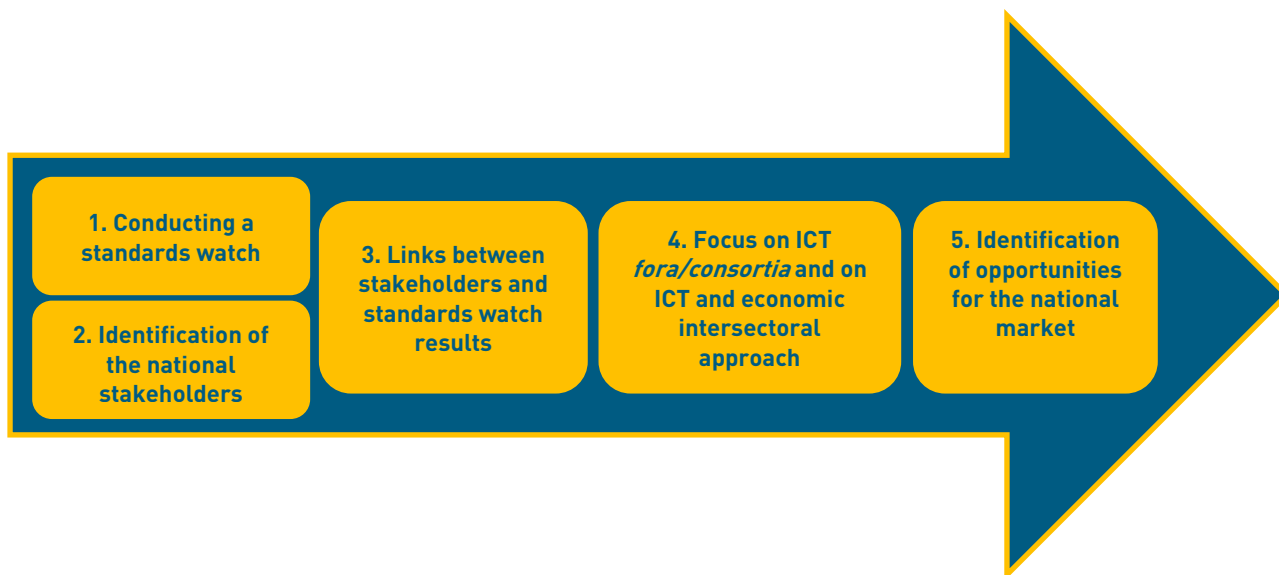 1. Conducting a
standards watch
2. Identification of
the national
stakeholders
3. Links between
stakeholders and
standards watch
results
4. Focus on ICT
fora/consortia and on
ICT and economic
intersectoral
approach
5. Identification
of opportunities
for the national
market